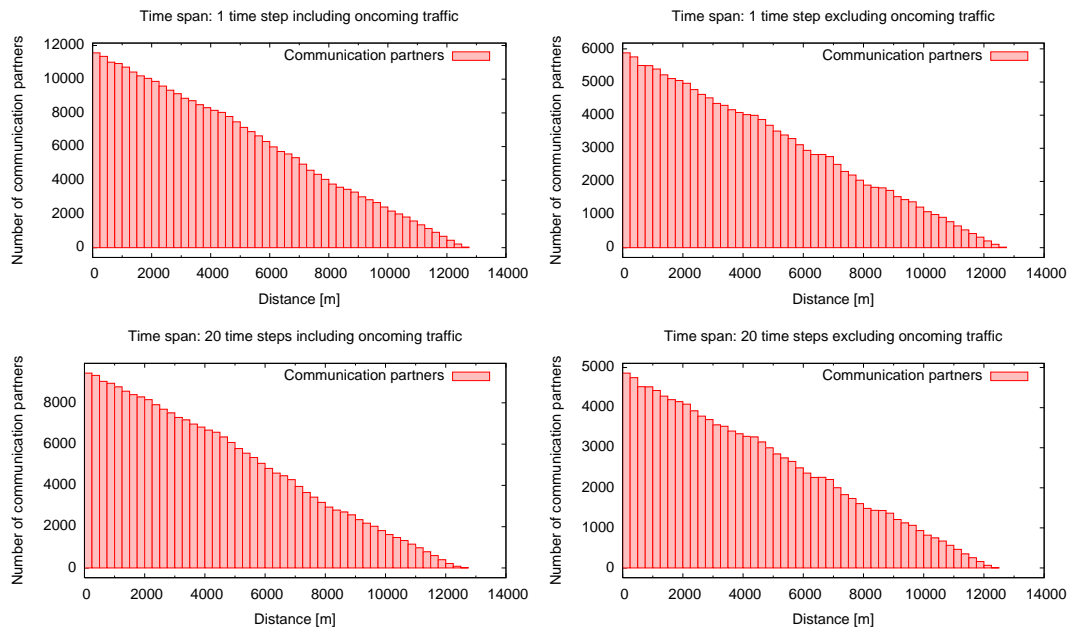 Time span: 1 time step including oncoming traffic
Number of communication partners
12000
10000
8000
6000
4000
2000
0
Communication partners
0 2000 4000 6000 8000 10000 12000 14000
Distance [m]
Time span: 1 time step excluding oncoming traffic
Number of communication partners
6000
5000
4000
3000
2000
1000
0
Communication partners
0 2000 4000 6000 8000 10000 12000 14000
Distance [m]
Time span: 20 time steps including oncoming traffic
Number of communication partners
8000
6000
4000
2000
0
Communication partners
0 2000 4000 6000 8000 10000 12000 14000
Distance [m]
Time span: 20 time steps excluding oncoming traffic
Number of communication partners
5000
4000
3000
2000
1000
0
Communication partners
0 2000 4000 6000 8000 10000 12000 14000
Distance [m]